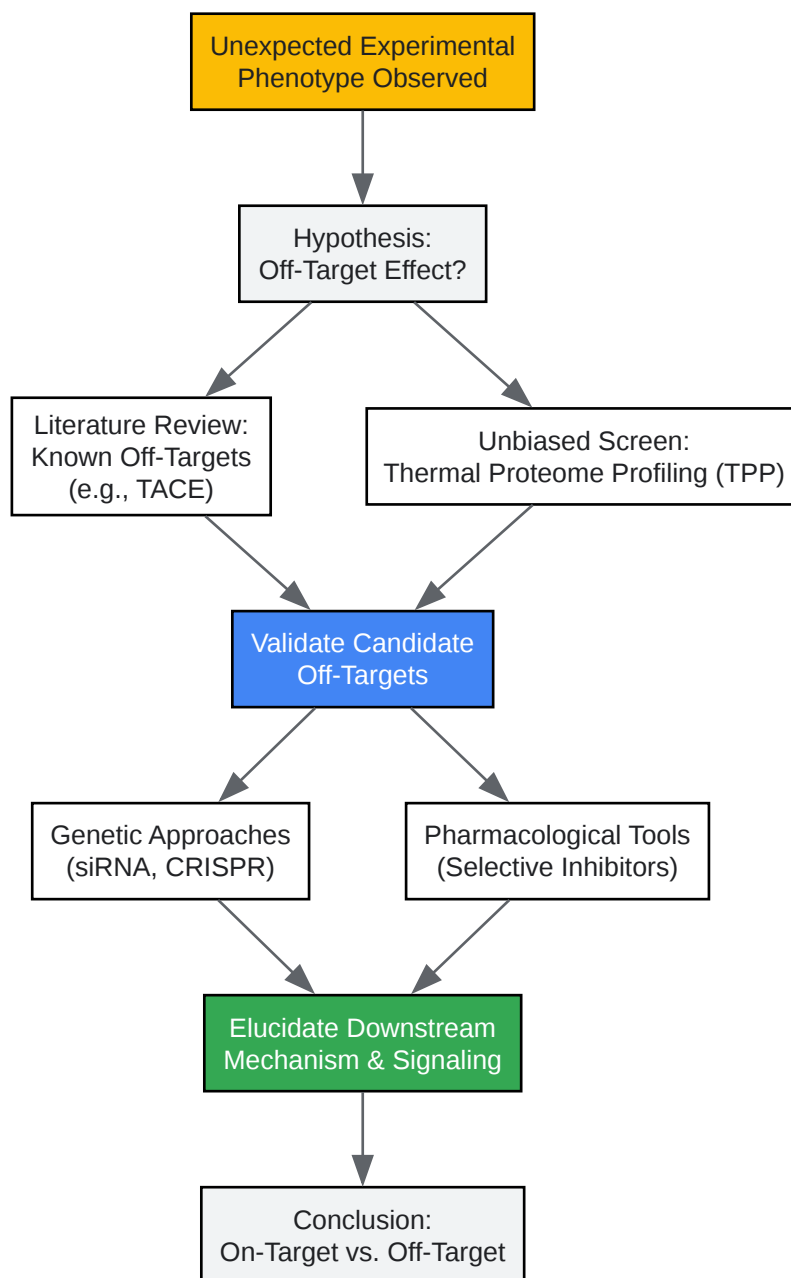 Unexpected Experimental
Phenotype Observed
Hypothesis:
Off-Target Effect?
Literature Review:
Known Off-Targets
(e.g., TACE)
Unbiased Screen:
Thermal Proteome Profiling (TPP)
Validate Candidate
Off-Targets
Genetic Approaches
(siRNA, CRISPR)
Pharmacological Tools
(Selective Inhibitors)
Elucidate Downstream
Mechanism & Signaling
Conclusion:
On-Target vs. Off-Target